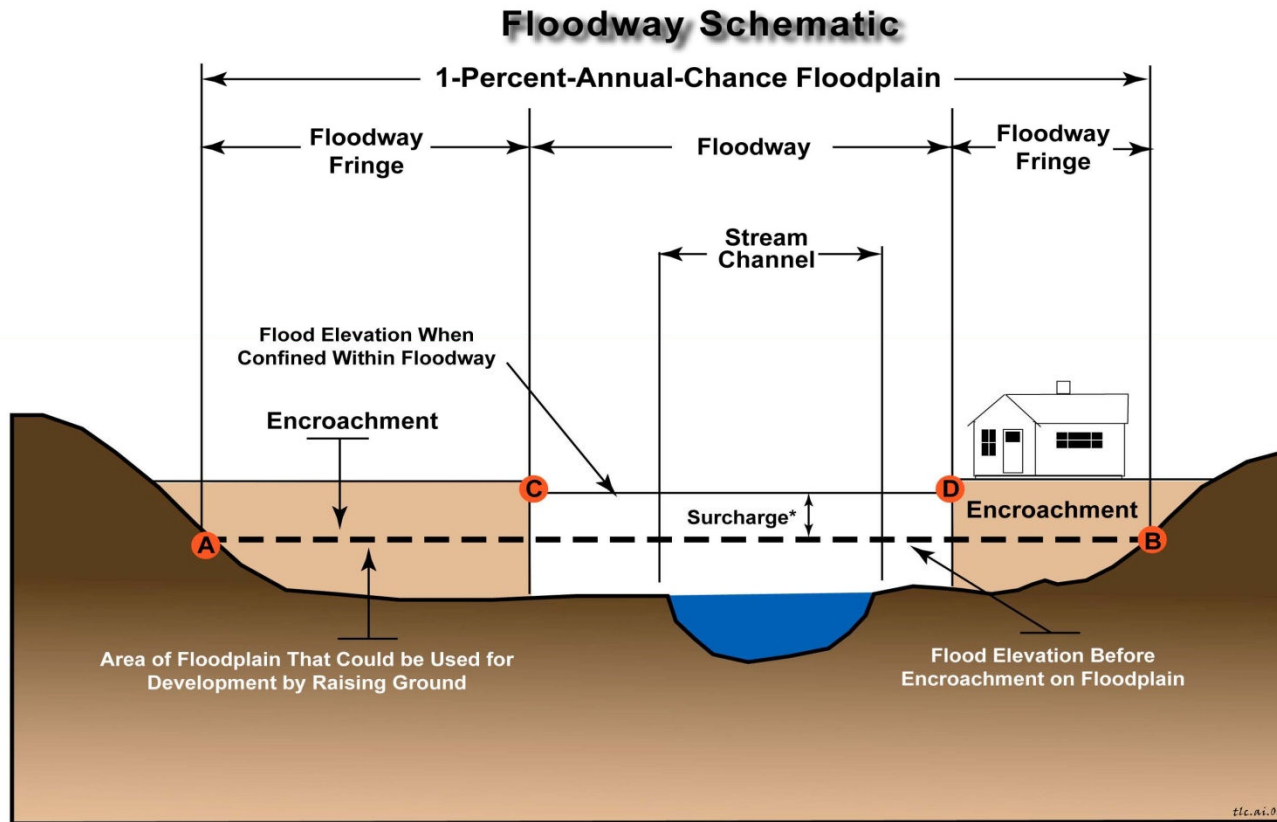 Floodway Schematic
1-Percent-Annual-Chance Floodplain
Floodway
Fringe
Floodway
Floodway
Fringe
Stream
Channel
Flood Elevation When
Confined Within Floodway
Encroachment
C
D
Surcharge*
Encroachment
A
B
Area of Floodplain That Could be Used for
Development by Raising Ground
Flood Elevation Before
Encroachment on Floodplain